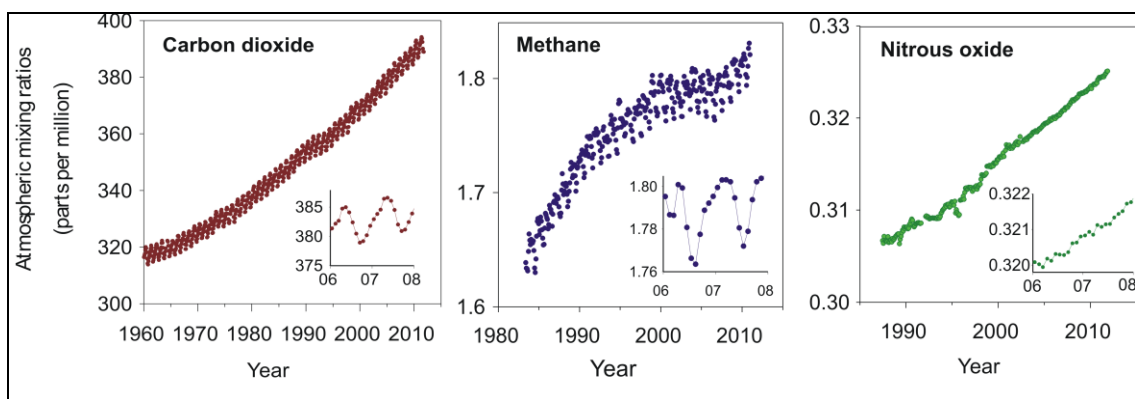 Atmospheric mixing ratios
(parts per million)
Carbon dioxide
400
380
360
340
320
300
1960 1970 1980 1990 2000 2010
Year
385
380
375
06 07 08
Methane
1.8
1.7
1.6
1980 1990 2000 2010
Year
1.80
1.78
1.76
06 07 08
Nitrous oxide
0.33
0.32
0.31
0.30
1990 2000 2010
Year
0.322
0.321
0.320
06 07 08